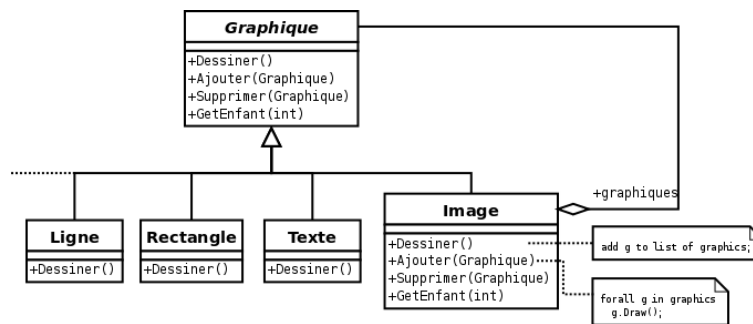 Graphique
+Dessiner()
+Ajouter(Graphique)
+Supprimer(Graphique)
+GetEnfant(int)
+graphiques
Ligne
+Dessiner()
Rectangle
+Dessiner()
Texte
+Dessiner()
Image
+Dessiner()
+Ajouter(Graphique)
+Supprimer(Graphique)
+GetEnfant(int)
add g to list of graphics;
forall g in graphics
g.Draw();